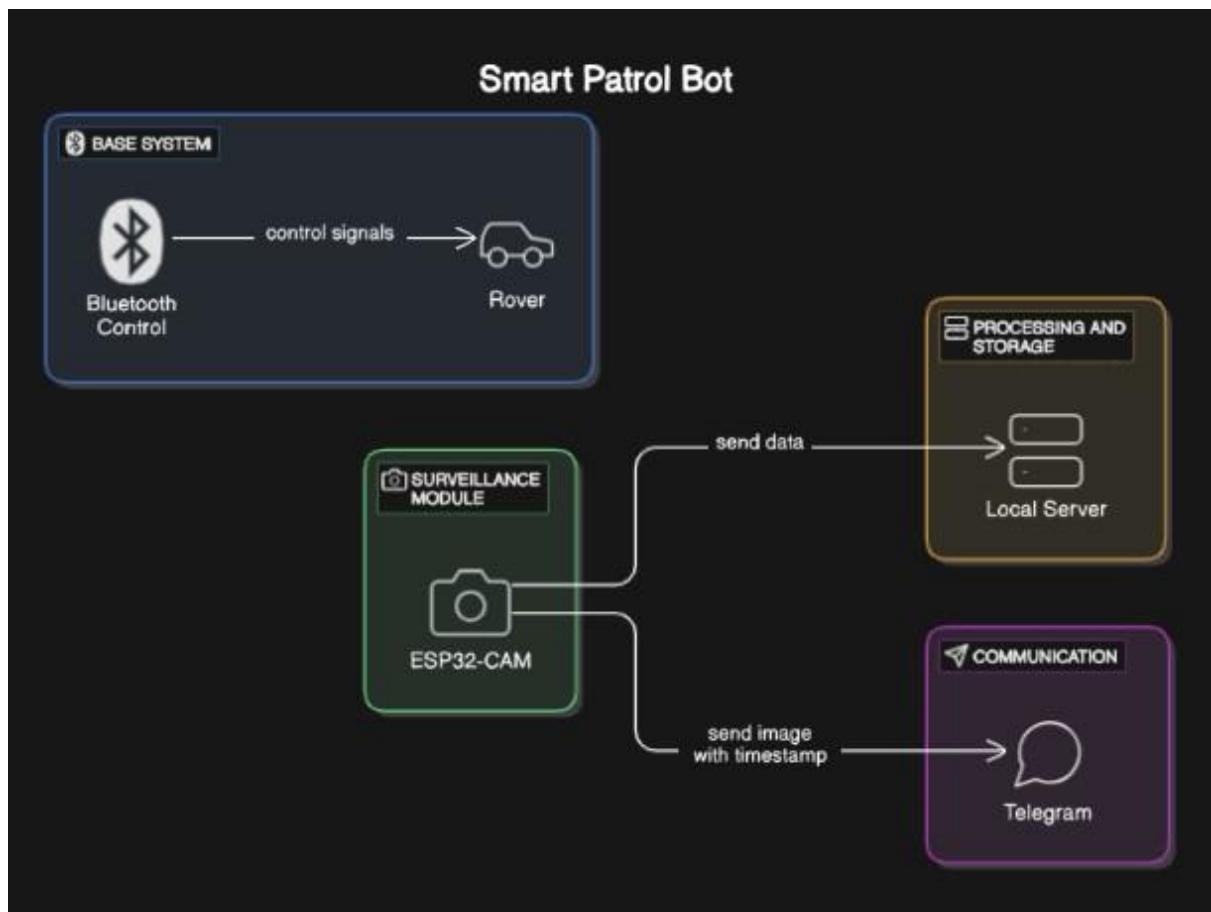 Smart Patrol Bot
BASE SYSTEM
control signals
Bluetooth
Control
Rover
PROCESSING AND
STORAGE
send data
Local Server
SURVEILLANCE
MODULE
ESP32-CAM
COMMUNICATION
send image
with timestamp
Telegram